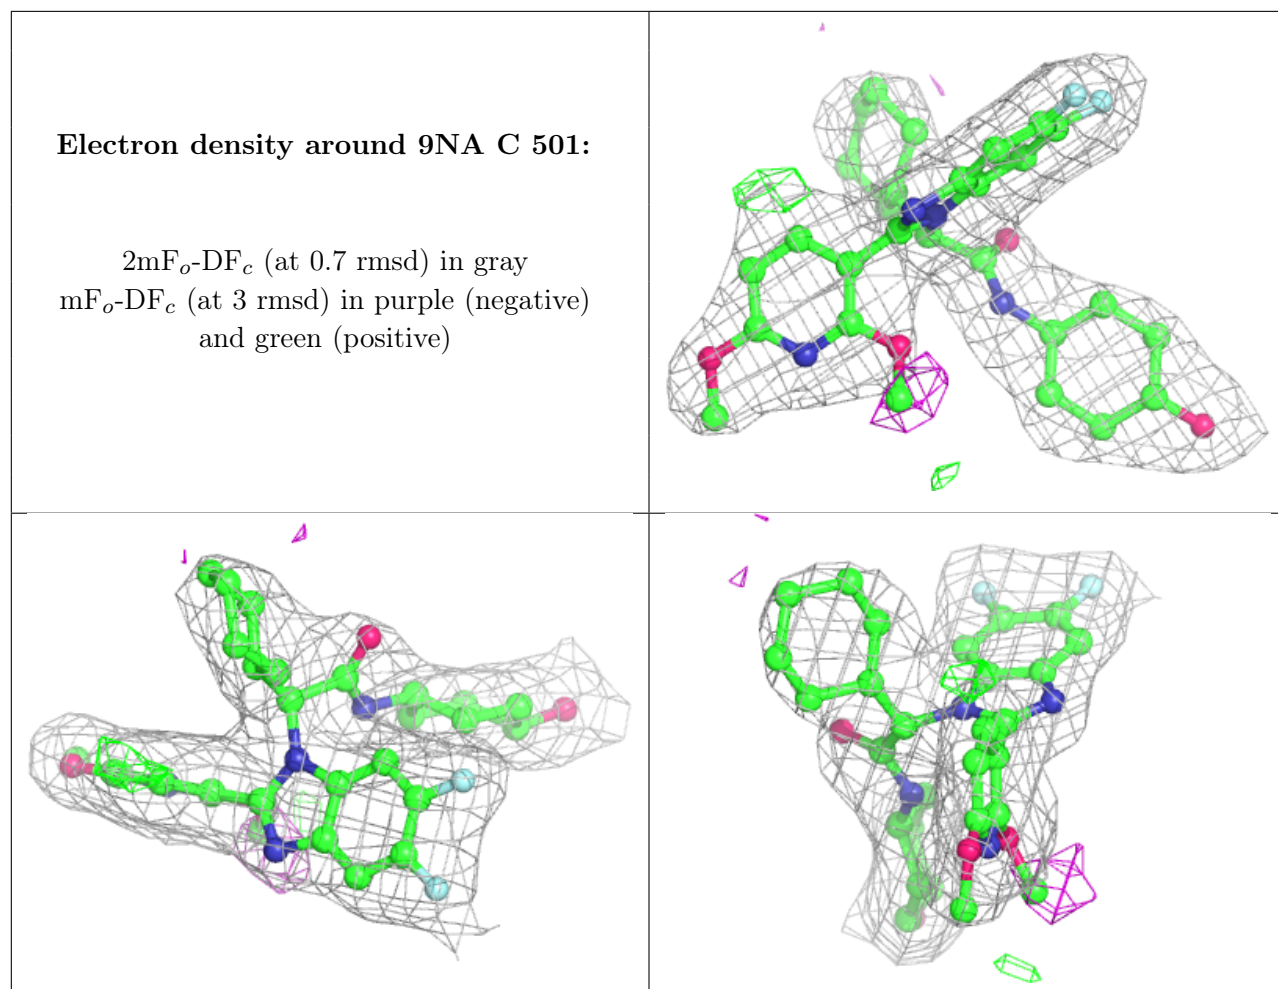 Electron density around 9NA C 501:
2mFo-DFc (at 0.7 rmsd) in gray
mFo-DFc (at 3 rmsd) in purple (negative)
and green (positive)